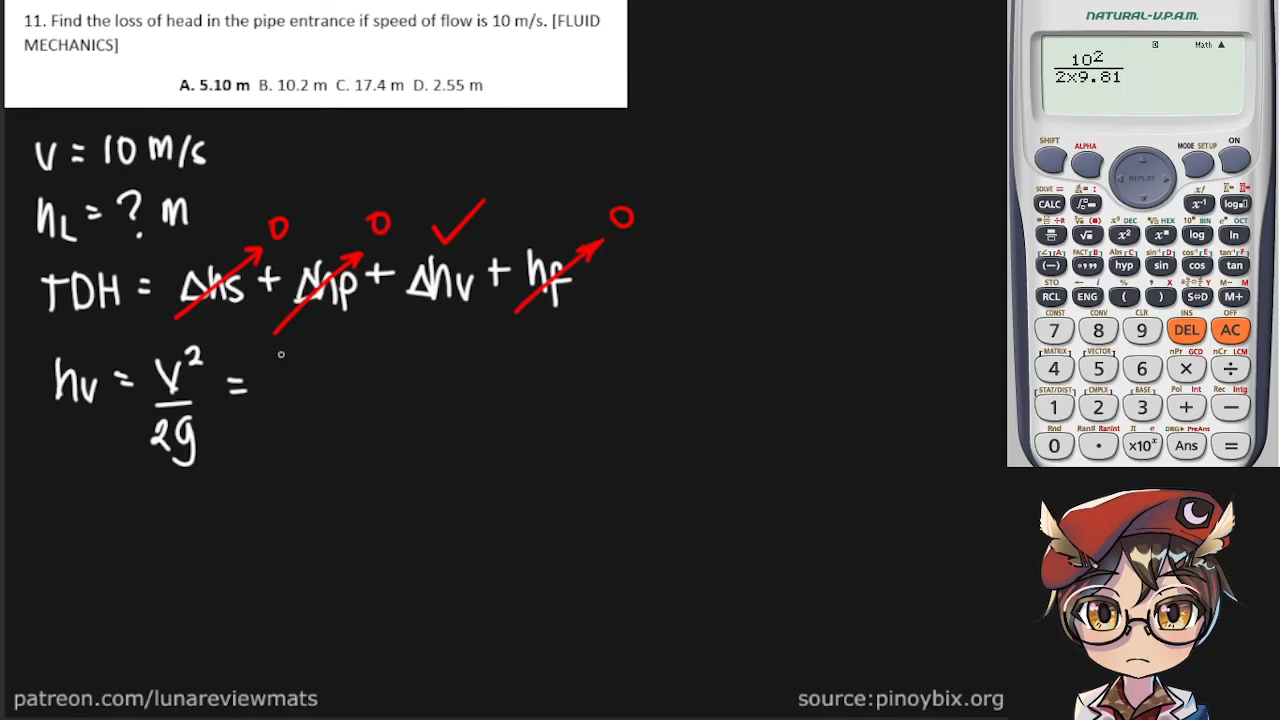 11. Find the loss of head in the pipe entrance if speed of flow is 10 m/s. [FLUID
MECHANICS]
A. 5.10 m B. 10.2 m C. 17.4 m D. 2.55 m
v = 10 m/s
hL = ? m
0 0 ✓ 0
TDH = Δhs + Δhp + Δhv + hf
hv = v²/2g =
patreon.com/lunareviewmats
source:pinoybix.org
NATURAL-V.P.A.M.
Math ▲
10²
2×9.81
SHIFT ALPHA REPLAY MODE SETUP ON
CALC x⁻¹ log
√ x² log ln
(−) hyp sin cos tan
RCL ENG ( ) S⇔D M+
7 8 9 DEL AC
4 5 6 × ÷
1 2 3 + −
0 . ×10ˣ Ans =